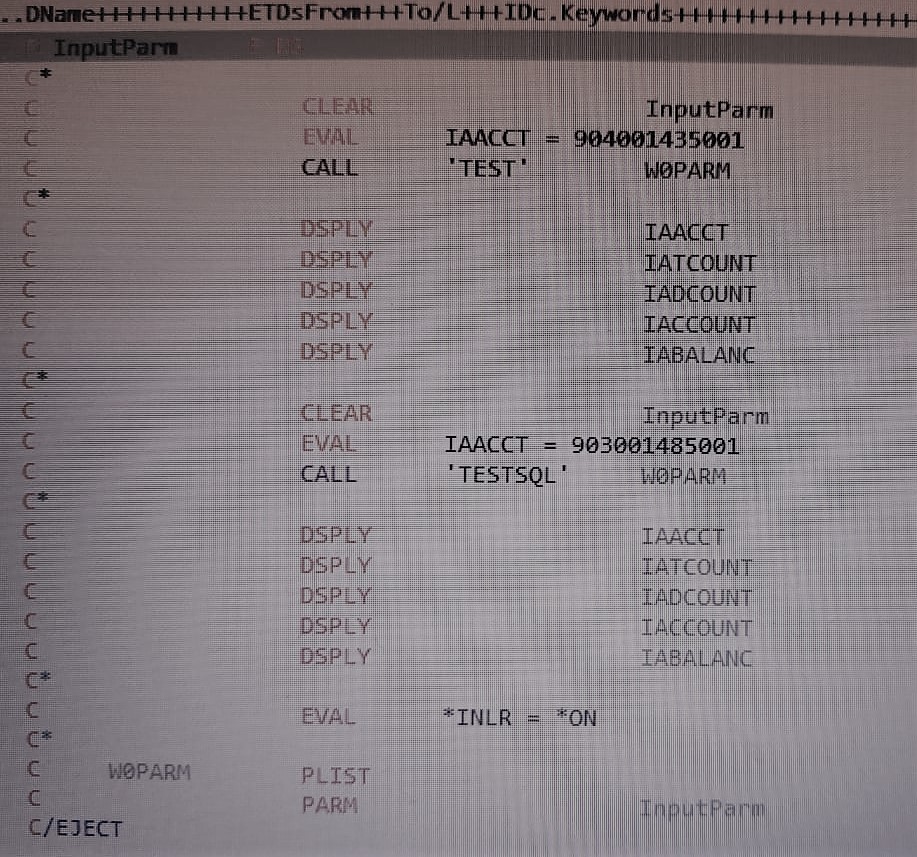 ..DName+++++++++++ETDsFrom+++To/L+++IDc.Keywords+++++++++++++++++
D InputParm E DS
C*
C CLEAR InputParm
C EVAL IAACCT = 904001435001
C CALL 'TEST' W0PARM
C*
C DSPLY IAACCT
C DSPLY IATCOUNT
C DSPLY IADCOUNT
C DSPLY IACCOUNT
C DSPLY IABALANC
C*
C CLEAR InputParm
C EVAL IAACCT = 903001485001
C CALL 'TESTSQL' W0PARM
C*
C DSPLY IAACCT
C DSPLY IATCOUNT
C DSPLY IADCOUNT
C DSPLY IACCOUNT
C DSPLY IABALANC
C*
C EVAL *INLR = *ON
C*
C W0PARM PLIST
C PARM InputParm
C/EJECT